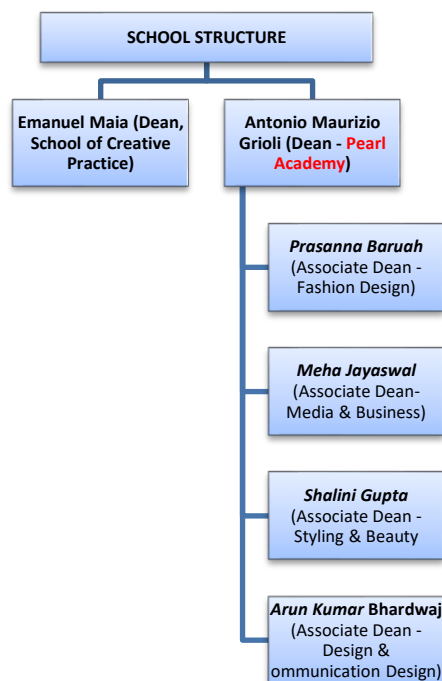 SCHOOL STRUCTURE
Emanuel Maia (Dean,
School of Creative
Practice)
Antonio Maurizio
Grioli (Dean - Pearl
Academy)
Prasanna Baruah
(Associate Dean -
Fashion Design)
Meha Jayaswal
(Associate Dean-
Media & Business)
Shalini Gupta
(Associate Dean -
Styling & Beauty
Arun Kumar Bhardwaj
(Associate Dean -
Design &
ommunication Design)